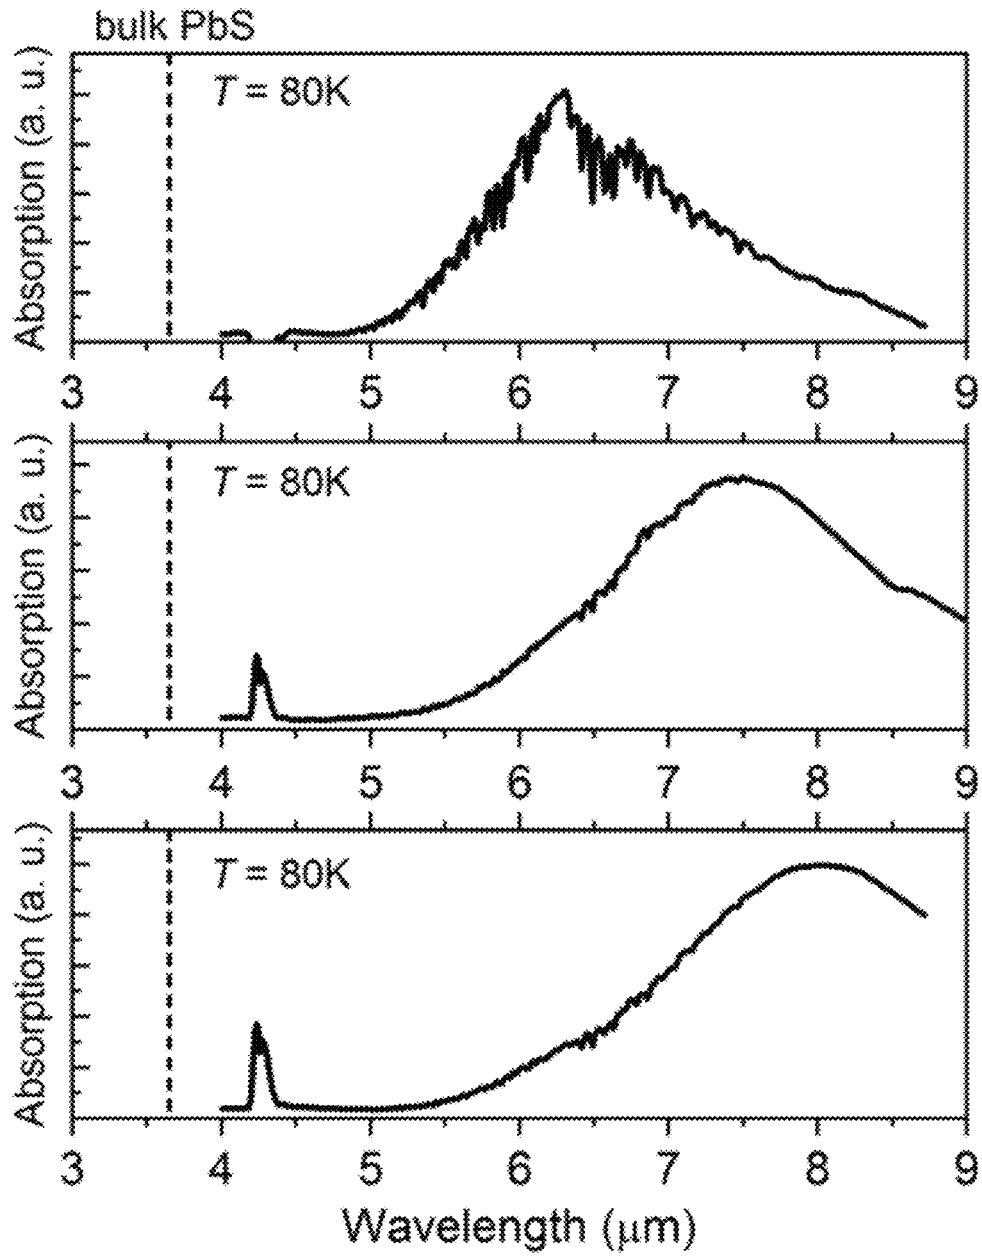 bulk PbS
T = 80K
Absorption (a. u.)
3 4 5 6 7 8 9
T = 80K
Absorption (a. u.)
3 4 5 6 7 8 9
T = 80K
Absorption (a. u.)
3 4 5 6 7 8 9
Wavelength (μm)